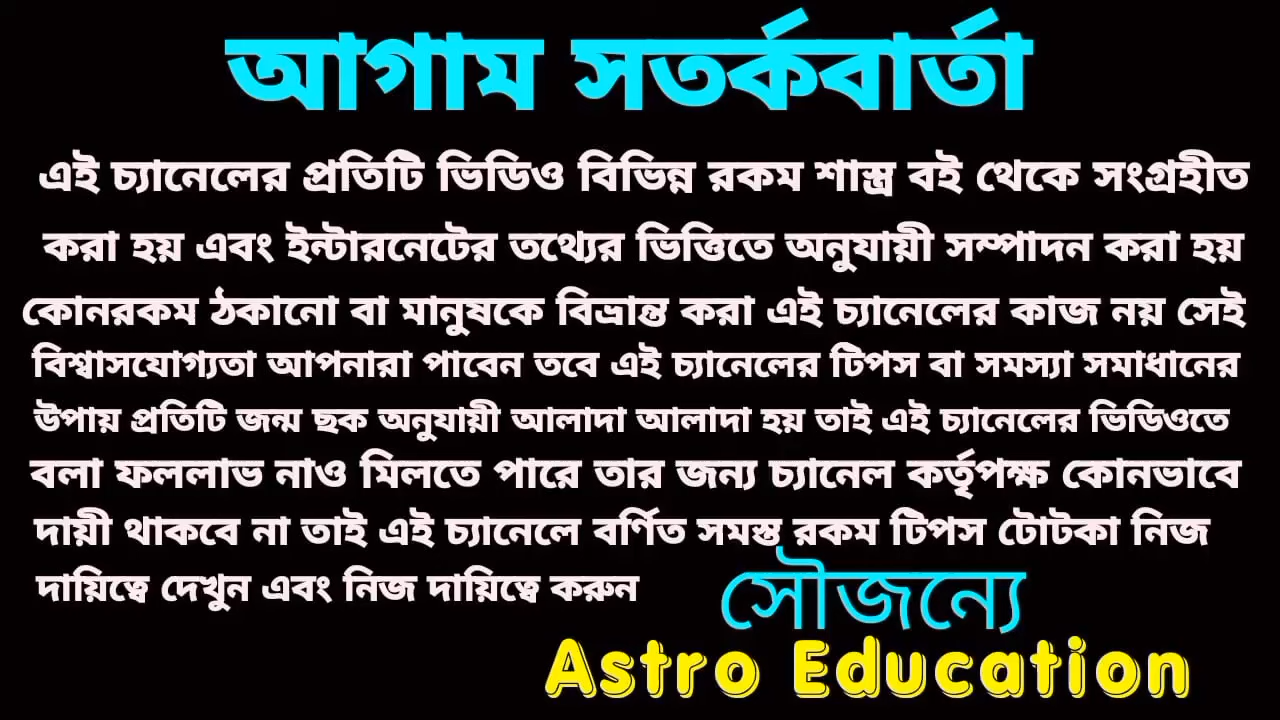 আগাম সতর্কবার্তা
এই চ্যানেলের প্রতিটি ভিডিও বিভিন্ন রকম শাস্ত্র বই থেকে সংগ্রহীত
করা হয় এবং ইন্টারনেটের তথ্যের ভিত্তিতে অনুযায়ী সম্পাদন করা হয়
কোনরকম ঠকানো বা মানুষকে বিভ্রান্ত করা এই চ্যানেলের কাজ নয় সেই
বিশ্বাসযোগ্যতা আপনারা পাবেন তবে এই চ্যানেলের টিপস বা সমস্যা সমাধানের
উপায় প্রতিটি জন্ম ছক অনুযায়ী আলাদা আলাদা হয় তাই এই চ্যানেলের ভিডিওতে
বলা ফললাভ নাও মিলতে পারে তার জন্য চ্যানেল কর্তৃপক্ষ কোনভাবে
দায়ী থাকবে না তাই এই চ্যানেলে বর্ণিত সমস্ত রকম টিপস টোটকা নিজ
দায়িত্বে দেখুন এবং নিজ দায়িত্বে করুন
সৌজন্যে
Astro Education